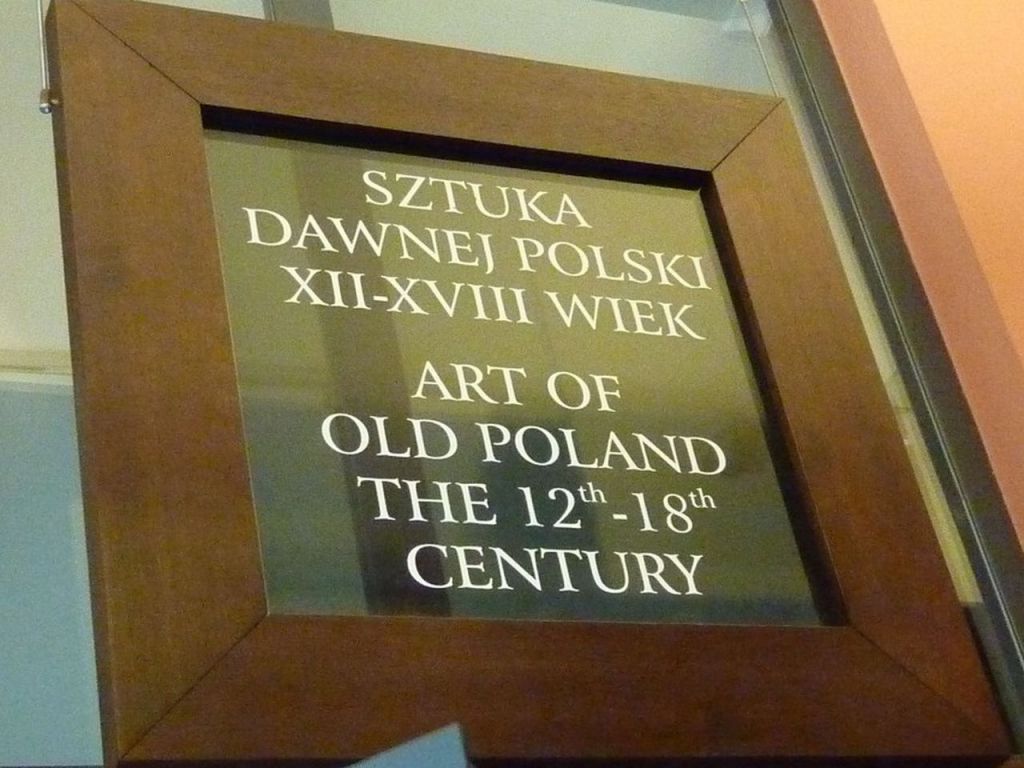 SZTUKA
DAWNEJ POLSKI
XII-XVIII WIEK
ART OF
OLD POLAND
THE 12th-18th
CENTURY